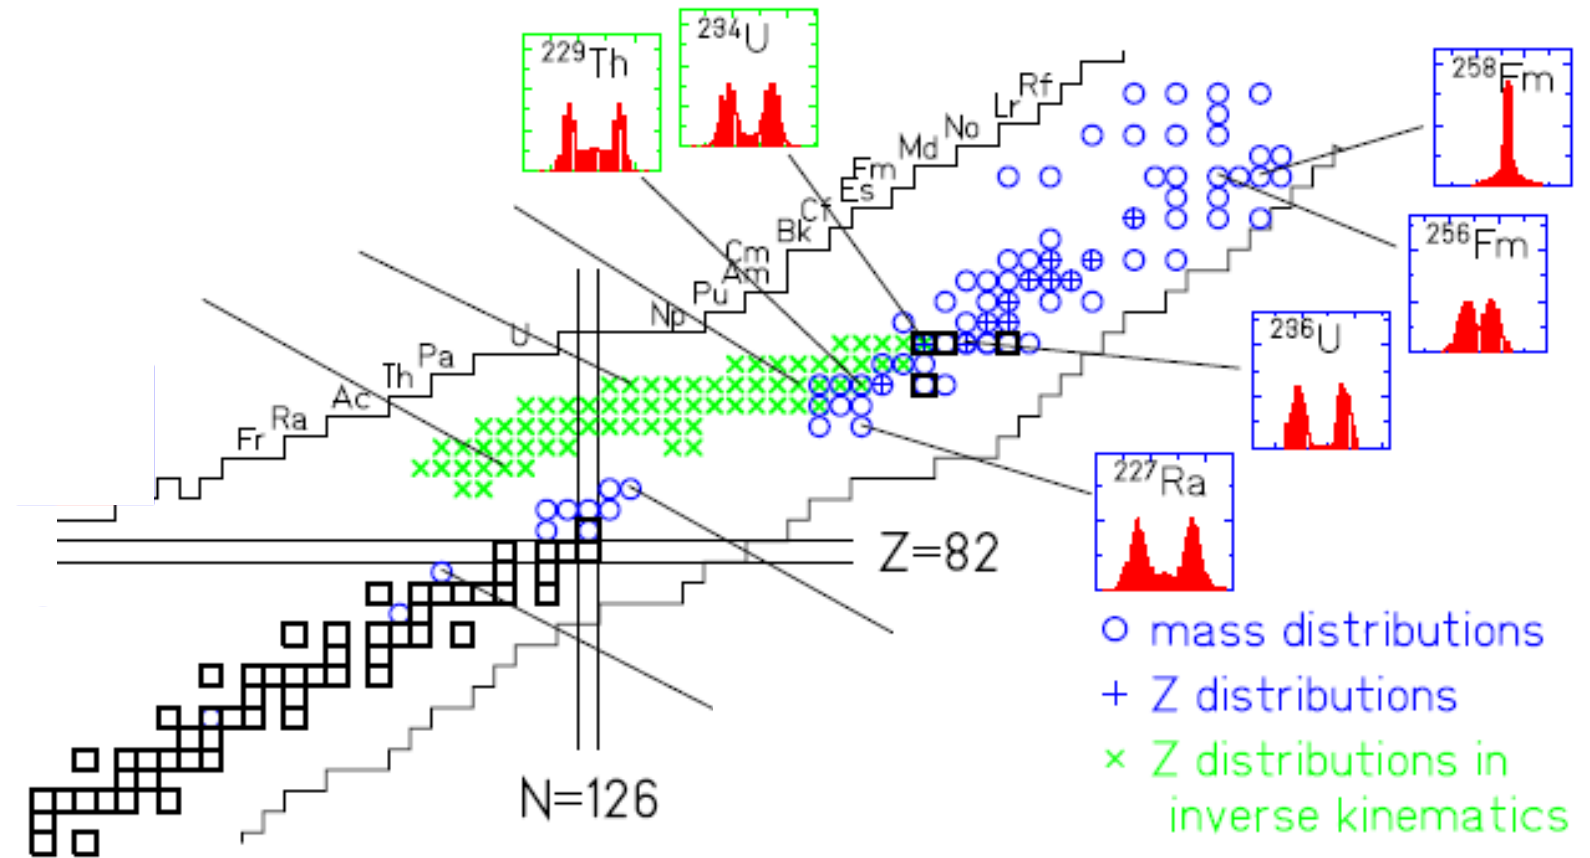 229Th
234U
258Fm
256Fm
236U
227Ra
Rf
Lr
No
Md
Fm
Es
Cf
Bk
Cm
Am
Pu
Np
U
Pa
Th
Ac
Ra
Fr
Z=82
N=126
mass distributions
Z distributions
Z distributions in
inverse kinematics